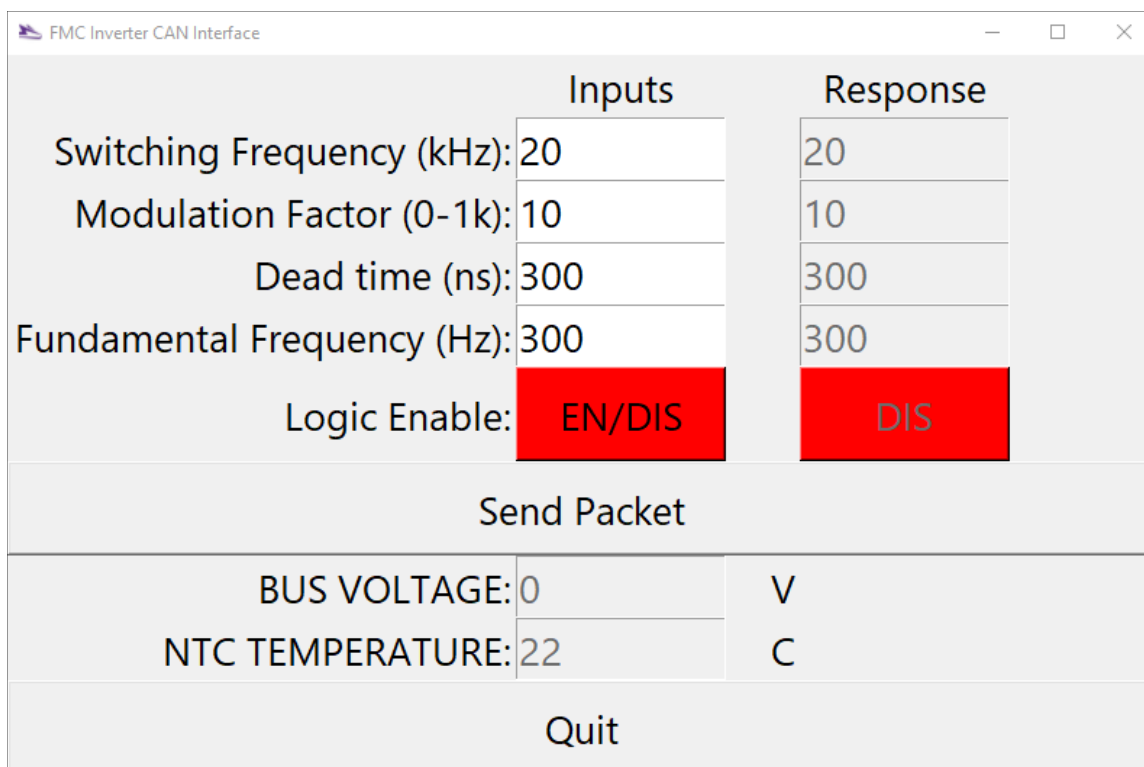 FMC Inverter CAN Interface
Inputs Response
Switching Frequency (kHz): 20 20
Modulation Factor (0-1k): 10 10
Dead time (ns): 300 300
Fundamental Frequency (Hz): 300 300
Logic Enable: EN/DIS DIS
Send Packet
BUS VOLTAGE: 0 V
NTC TEMPERATURE: 22 C
Quit